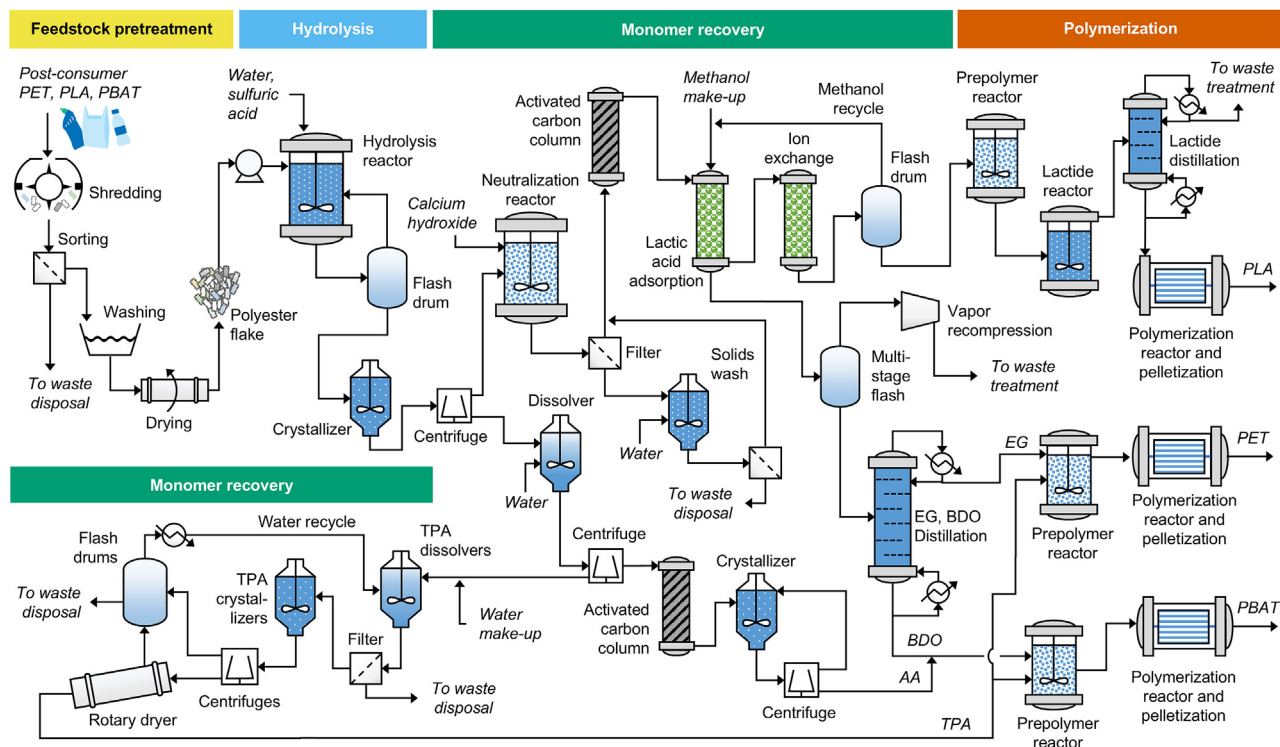 Feedstock pretreatment
Hydrolysis
Monomer recovery
Polymerization
Post-consumer
PET, PLA, PBAT
Shredding
Sorting
Washing
To waste
disposal
Drying
Polyester
flake
Water,
sulfuric
acid
Hydrolysis
reactor
Flash
drum
Crystallizer
Centrifuge
Calcium
hydroxide
Neutralization
reactor
Filter
Activated
carbon
column
Methanol
make-up
Methanol
recycle
Lactic
acid
adsorption
Ion
exchange
Flash
drum
Solids
wash
Water
To waste
disposal
Dissolver
Water
Multi-
stage
flash
Vapor
recompression
To waste
treatment
Prepolymer
reactor
Lactide
reactor
Lactide
distillation
To waste
treatment
PLA
Polymerization
reactor and
pelletization
EG, BDO
Distillation
EG
BDO
AA
TPA
Prepolymer
reactor
PET
Polymerization
reactor and
pelletization
Prepolymer
reactor
PBAT
Polymerization
reactor and
pelletization
Monomer recovery
Flash
drums
Water recycle
To waste
disposal
TPA
crystal-
lizers
TPA
dissolvers
Water
make-up
Filter
To waste
disposal
Centrifuges
Rotary dryer
Centrifuge
Activated
carbon
column
Crystallizer
Centrifuge